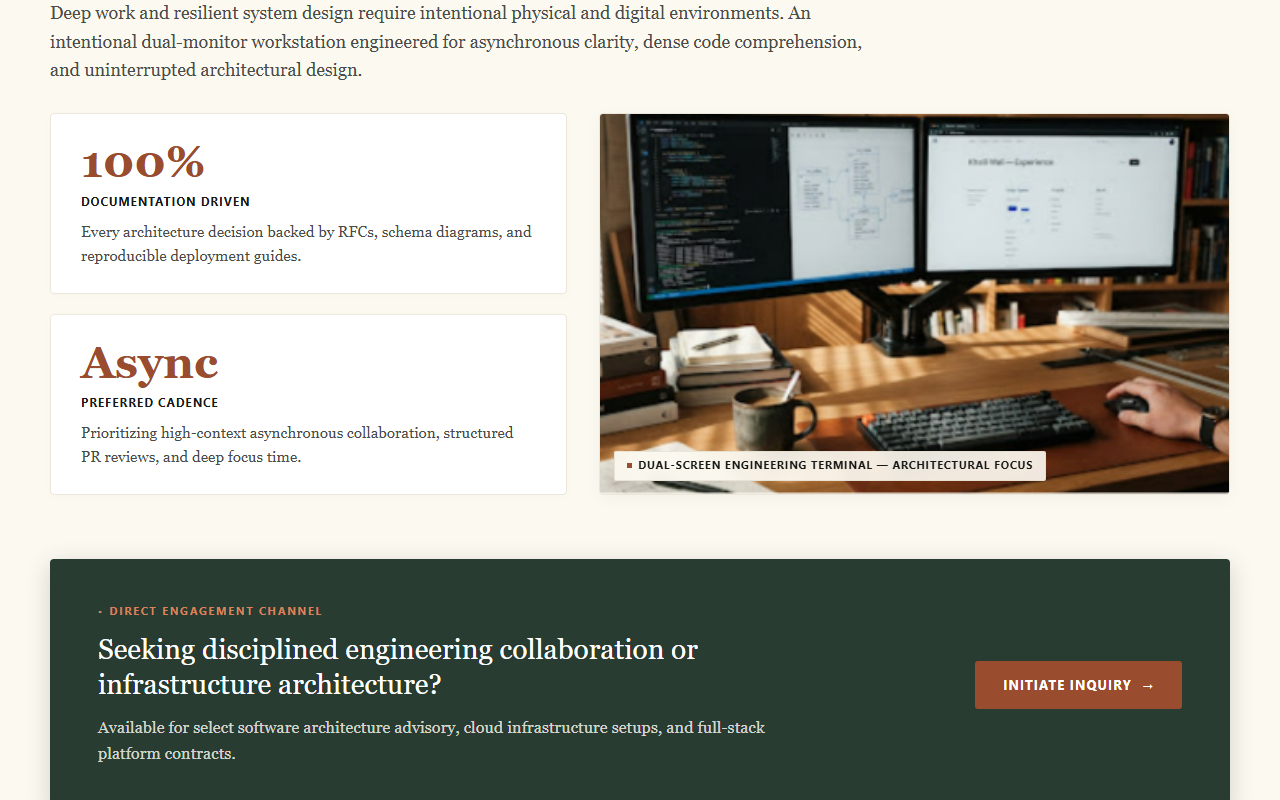 Deep work and resilient system design require intentional physical and digital environments. An
intentional dual-monitor workstation engineered for asynchronous clarity, dense code comprehension,
and uninterrupted architectural design.
100%
DOCUMENTATION DRIVEN
Every architecture decision backed by RFCs, schema diagrams, and
reproducible deployment guides.
Async
PREFERRED CADENCE
Prioritizing high-context asynchronous collaboration, structured
PR reviews, and deep focus time.
— Experience
DUAL-SCREEN ENGINEERING TERMINAL — ARCHITECTURAL FOCUS
· DIRECT ENGAGEMENT CHANNEL
Seeking disciplined engineering collaboration or
infrastructure architecture?
Available for select software architecture advisory, cloud infrastructure setups, and full-stack
platform contracts.
INITIATE INQUIRY →